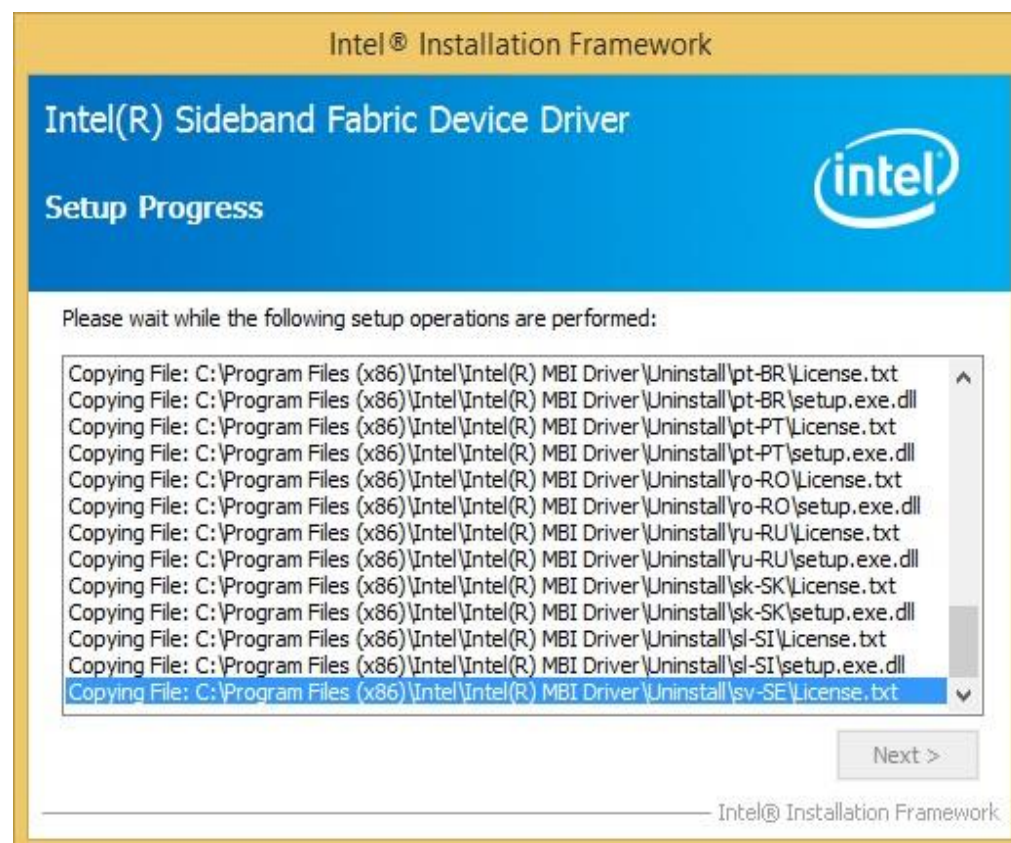 Intel® Installation Framework
Intel(R) Sideband Fabric Device Driver
intel
Setup Progress
Please wait while the following setup operations are performed:
Copying File: C:\Program Files (x86)\Intel\Intel(R) MBI Driver\Uninstall\pt-BR\License.txt
Copying File: C:\Program Files (x86)\Intel\Intel(R) MBI Driver\Uninstall\pt-BR\setup.exe.dll
Copying File: C:\Program Files (x86)\Intel\Intel(R) MBI Driver\Uninstall\pt-PT\License.txt
Copying File: C:\Program Files (x86)\Intel\Intel(R) MBI Driver\Uninstall\pt-PT\setup.exe.dll
Copying File: C:\Program Files (x86)\Intel\Intel(R) MBI Driver\Uninstall\ro-RO\License.txt
Copying File: C:\Program Files (x86)\Intel\Intel(R) MBI Driver\Uninstall\ro-RO\setup.exe.dll
Copying File: C:\Program Files (x86)\Intel\Intel(R) MBI Driver\Uninstall\ru-RU\License.txt
Copying File: C:\Program Files (x86)\Intel\Intel(R) MBI Driver\Uninstall\ru-RU\setup.exe.dll
Copying File: C:\Program Files (x86)\Intel\Intel(R) MBI Driver\Uninstall\sk-SK\License.txt
Copying File: C:\Program Files (x86)\Intel\Intel(R) MBI Driver\Uninstall\sk-SK\setup.exe.dll
Copying File: C:\Program Files (x86)\Intel\Intel(R) MBI Driver\Uninstall\sl-SI\License.txt
Copying File: C:\Program Files (x86)\Intel\Intel(R) MBI Driver\Uninstall\sl-SI\setup.exe.dll
Copying File: C:\Program Files (x86)\Intel\Intel(R) MBI Driver\Uninstall\sv-SE\License.txt
Next >
Intel® Installation Framework